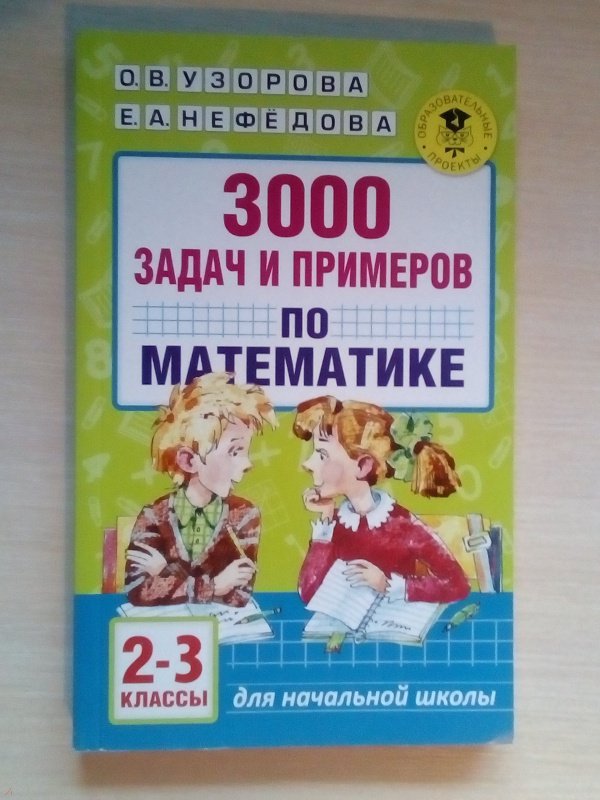 О.В. УЗОРОВА
Е.А. НЕФЁДОВА
ОБРАЗОВАТЕЛЬНЫЕ
ПРОЕКТЫ
3000
ЗАДАЧ И ПРИМЕРОВ
ПО
МАТЕМАТИКЕ
2-3
КЛАССЫ
для начальной школы